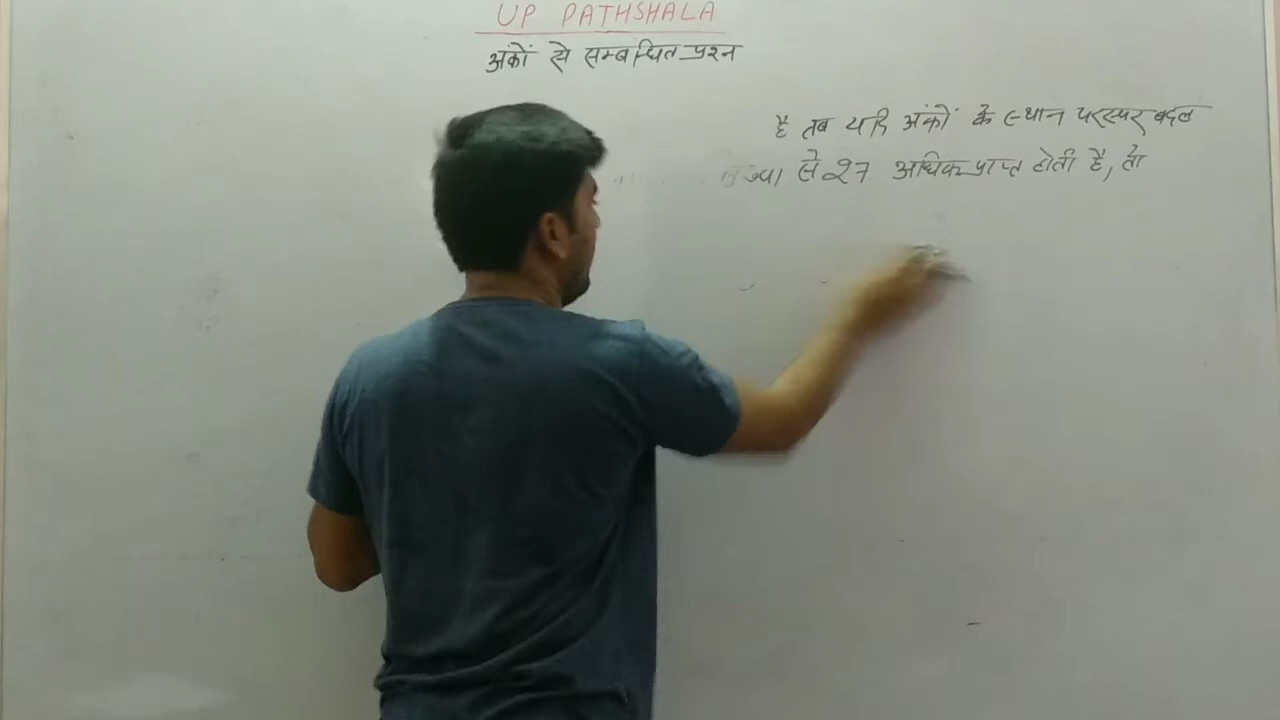 UP PATHSHALA
अंकों से सम्बन्धित प्रश्न
है तब यदि अंकों के स्थान परस्पर बदल
से 27 अधिक प्राप्त होती है, तो